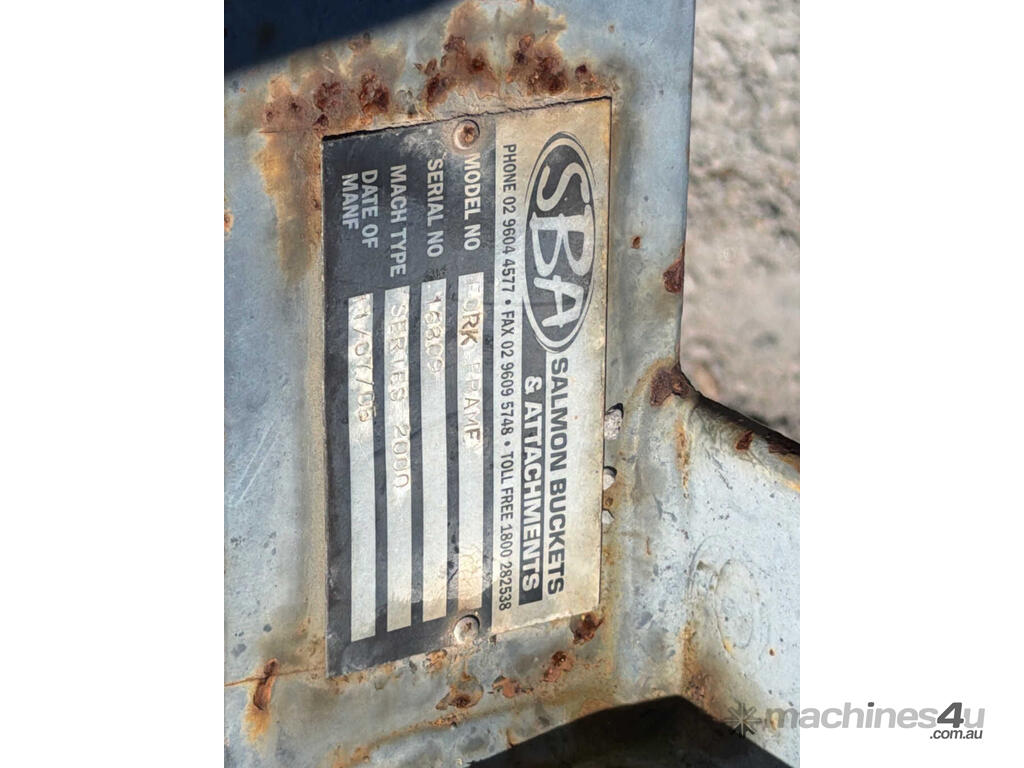 SBA SALMON BUCKETS
& ATTACHMENTS
PHONE 02 9604 4577 • FAX 02 9609 5748 • TOLL FREE 1800 282538
MODEL NO FORK FRAME
SERIAL NO
MACH TYPE SERIES 2000
DATE OF
MANF
machines4u
.com.au